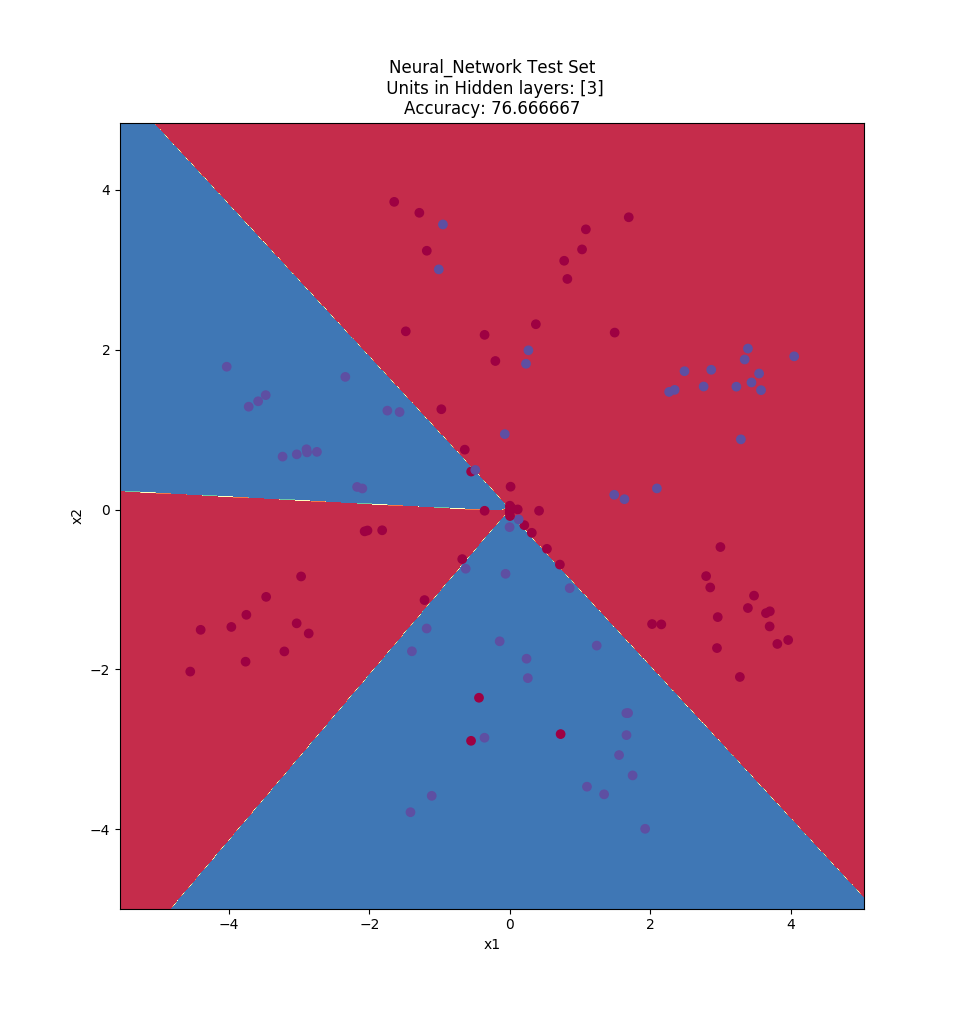 Neural_Network Test Set
Units in Hidden layers: [3]
Accuracy: 76.666667
4
2
0
−2
−4
x2
−4
−2
0
2
4
x1